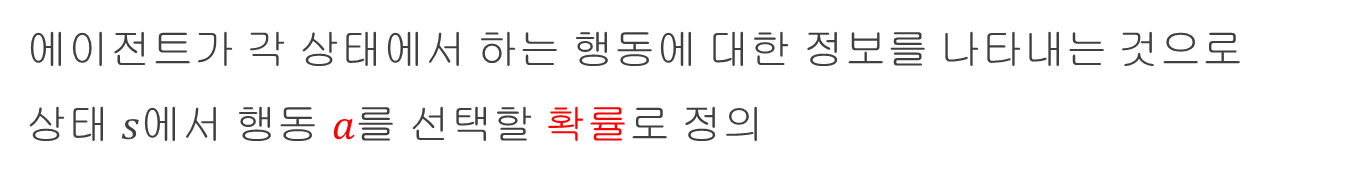 에이전트가 각 상태에서 하는 행동에 대한 정보를 나타내는 것으로
상태 s에서 행동 a를 선택할 확률로 정의